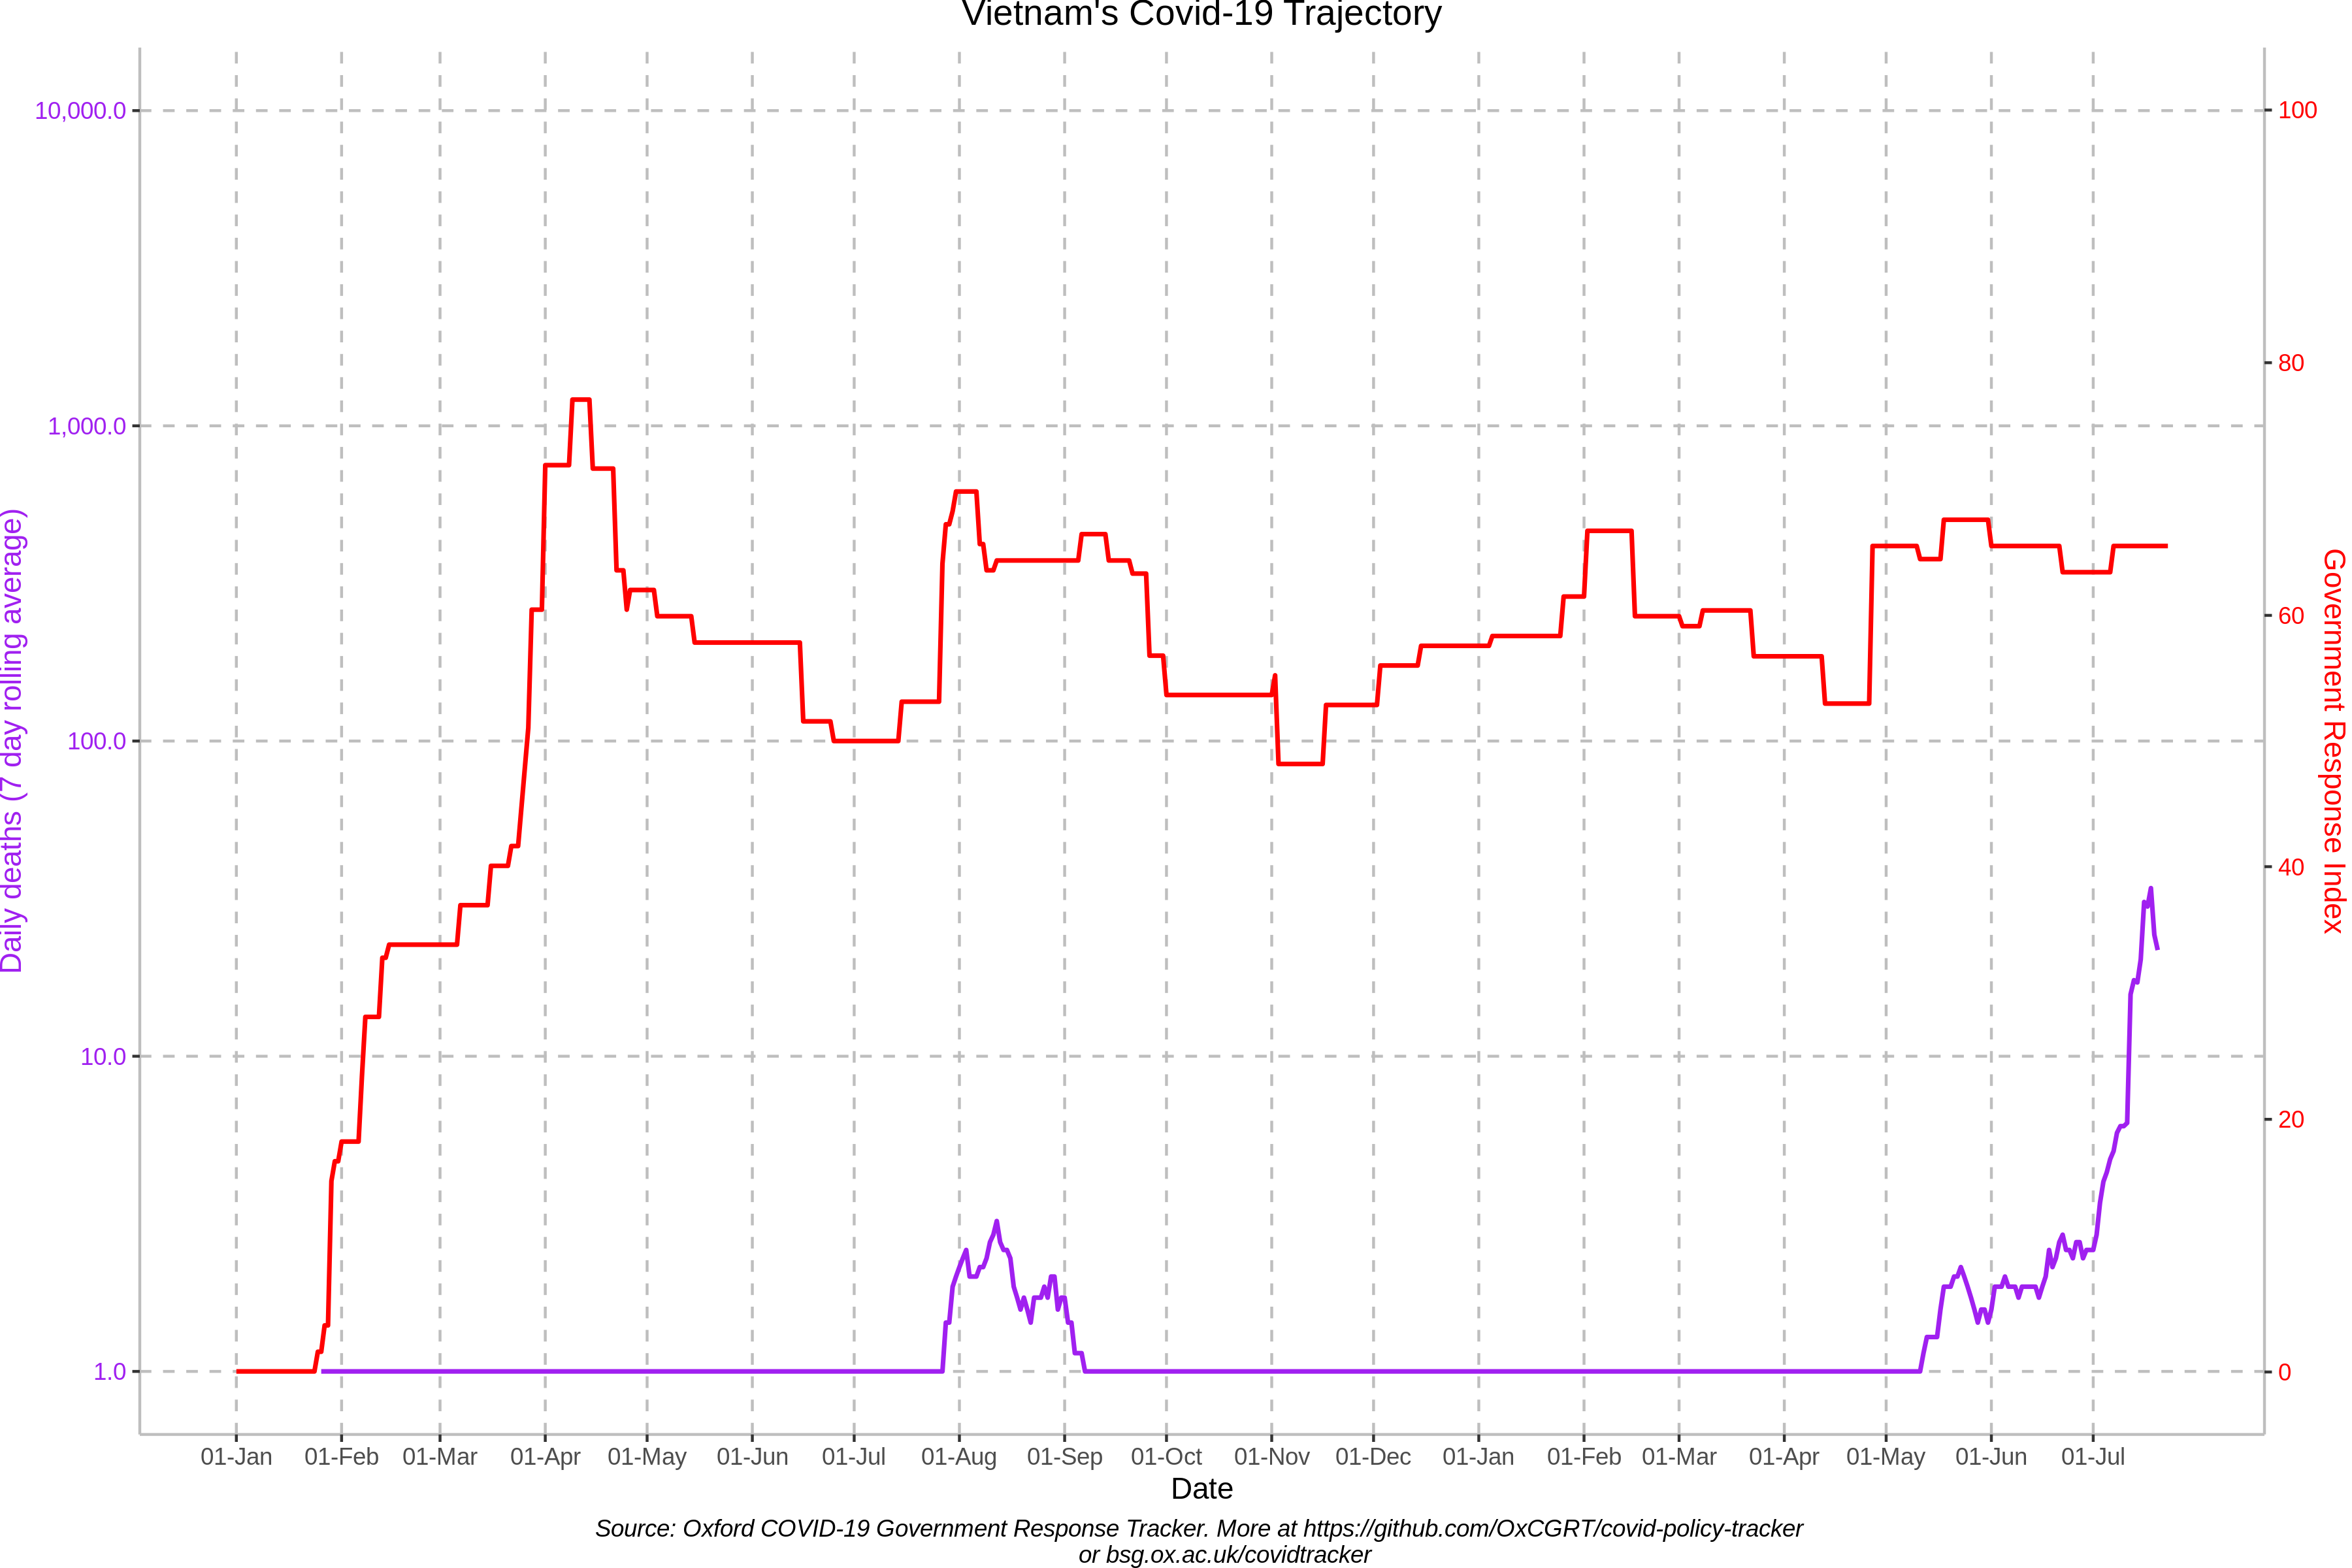 Vietnam's Covid-19 Trajectory
10,000.0
1,000.0
100.0
10.0
1.0
Daily deaths (7 day rolling average)
100
80
60
40
20
0
Government Response Index
01-Jan 01-Feb 01-Mar 01-Apr 01-May 01-Jun 01-Jul 01-Aug 01-Sep 01-Oct 01-Nov 01-Dec 01-Jan 01-Feb 01-Mar 01-Apr 01-May 01-Jun 01-Jul
Date
Source: Oxford COVID-19 Government Response Tracker. More at https://github.com/OxCGRT/covid-policy-tracker
or bsg.ox.ac.uk/covidtracker